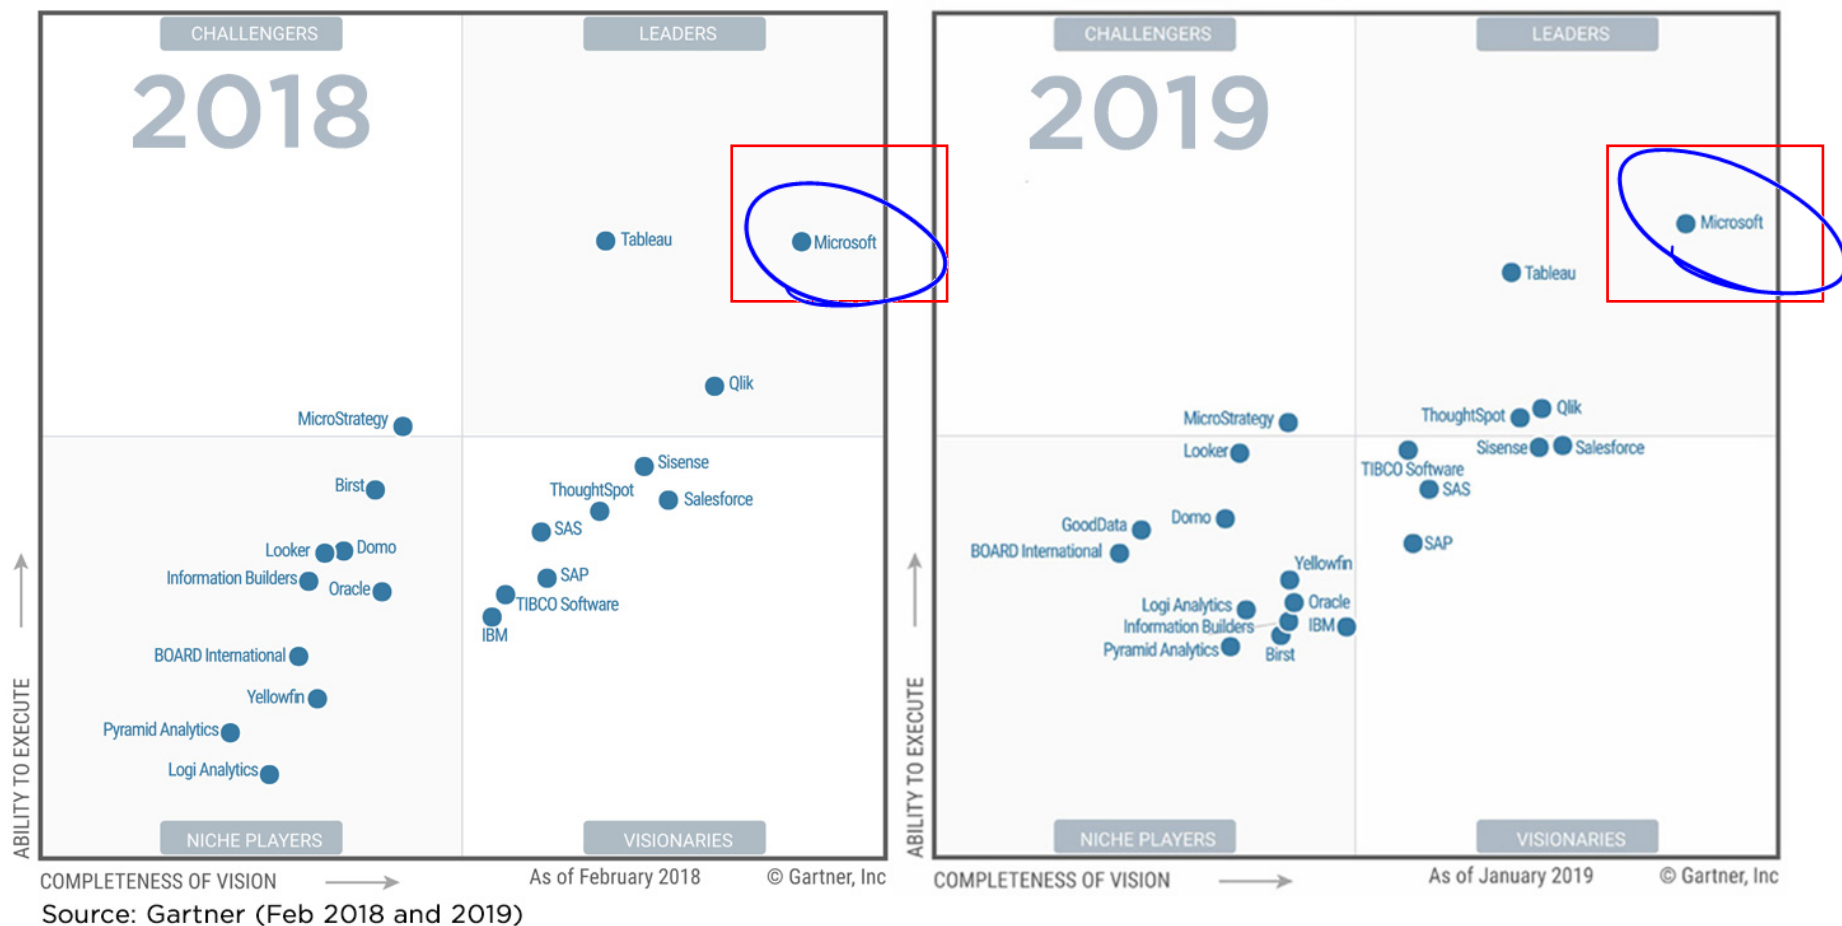 CHALLENGERS
LEADERS
2018
Tableau
Microsoft
Qlik
MicroStrategy
Birst
Sisense
ThoughtSpot
Salesforce
SAS
Looker
Domo
Information Builders
Oracle
SAP
TIBCO Software
IBM
BOARD International
Yellowfin
Pyramid Analytics
Logi Analytics
NICHE PLAYERS
VISIONARIES
ABILITY TO EXECUTE
COMPLETENESS OF VISION
As of February 2018
© Gartner, Inc
CHALLENGERS
LEADERS
2019
Microsoft
Tableau
Qlik
ThoughtSpot
MicroStrategy
Looker
Sisense
Salesforce
TIBCO Software
SAS
GoodData
Domo
BOARD International
SAP
Yellowfin
Logi Analytics
Oracle
Information Builders
IBM
Pyramid Analytics
Birst
NICHE PLAYERS
VISIONARIES
ABILITY TO EXECUTE
COMPLETENESS OF VISION
As of January 2019
© Gartner, Inc
Source: Gartner (Feb 2018 and 2019)